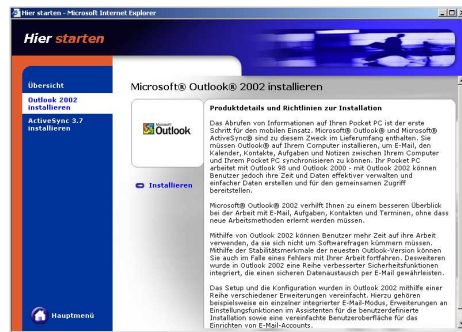 Hier starten - Microsoft Internet Explorer
Hier starten
Übersicht
Outlook 2002
installieren
ActiveSync 3.7
installieren
Hauptmenü
Microsoft® Outlook® 2002 installieren
Microsoft
Outlook
Installieren
Produktdetails und Richtlinien zur Installation
Das Abrufen von Informationen auf Ihren Pocket PC ist der erste
Schritt für den mobilen Einsatz. Microsoft® Outlook® und Microsoft®
ActiveSync® sind zu diesem Zweck im Lieferumfang enthalten. Sie
müssen Outlook auf Ihrem Computer installieren, um E-Mail, den
Kalender, Kontakte, Aufgaben und Notizen zwischen Ihrem Computer
und Ihrem Pocket PC synchronisieren zu können. Ihr Pocket PC
arbeitet mit Outlook 98 und Outlook 2000 - mit Outlook 2002 können
Benutzer jedoch ihre Zeit und Daten effektiver verwalten und
einfacher Daten erstellen und für den gemeinsamen Zugriff
bereitstellen.
Microsoft® Outlook® 2002 verhilft Ihnen zu einem besseren Überblick
bei der Arbeit mit E-Mail, Aufgaben, Kontakten und Terminen, ohne dass
neue Arbeitsmethoden erlernt werden müssen.
Mithilfe von Outlook 2002 können Benutzer mehr Zeit auf ihre Arbeit
verwenden, da sie sich nicht um Softwarefragen kümmern müssen.
Mithilfe der Stabilitätsmerkmale der neuesten Outlook-Version können
Sie auch im Falle eines Fehlers mit Ihrer Arbeit fortfahren. Desweiteren
wurde in Outlook 2002 eine Reihe verbesserter Sicherheitsfunktionen
integriert, die einen sicheren Datenaustausch per E-Mail gewährleisten.
Das Setup und die Konfiguration wurden in Outlook 2002 mithilfe einer
Reihe verschiedener Erweiterungen vereinfacht. Hierzu gehören
beispielsweise ein einzelner integrierter E-Mail-Modus, Erweiterungen an
Einstellungsfunktionen im Assistenten für die benutzerdefinierte
Installation sowie eine vereinfachte Benutzeroberfläche für das
Einrichten von E-Mail-Accounts.